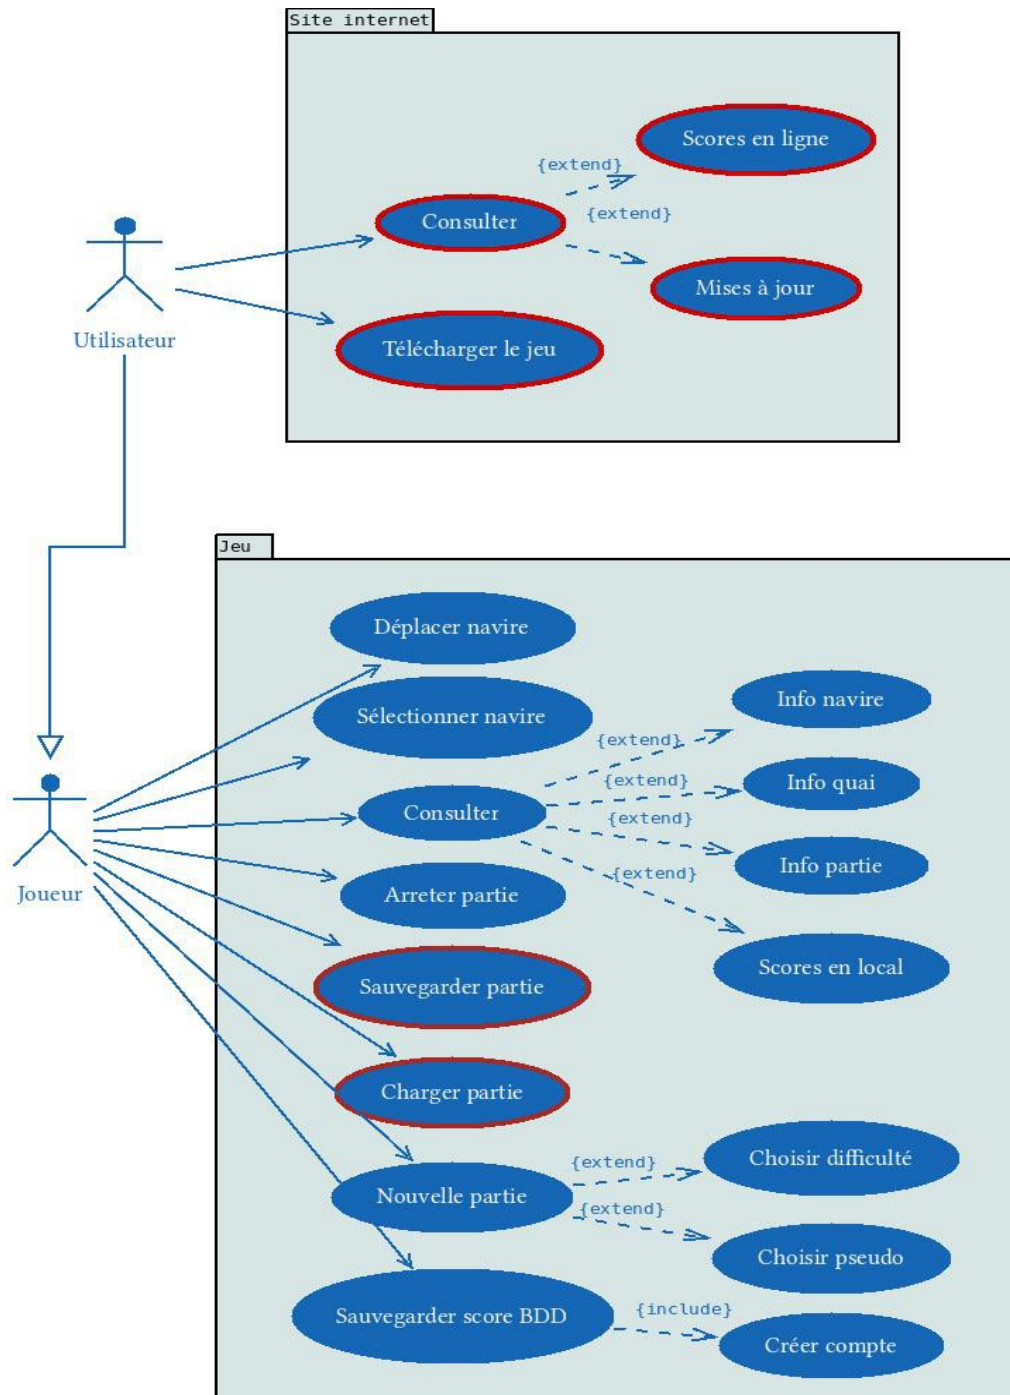 Site internet
Scores en ligne
{extend}
Consulter
{extend}
Mises à jour
Utilisateur
Télécharger le jeu
Jeu
Déplacer navire
Info navire
Sélectionner navire
{extend}
Info quai
{extend}
Consulter
{extend}
Info partie
{extend}
Joueur
Arreter partie
Scores en local
Sauvegarder partie
Charger partie
Choisir difficulté
{extend}
Nouvelle partie
{extend}
Choisir pseudo
Sauvegarder score BDD
{include}
Créer compte